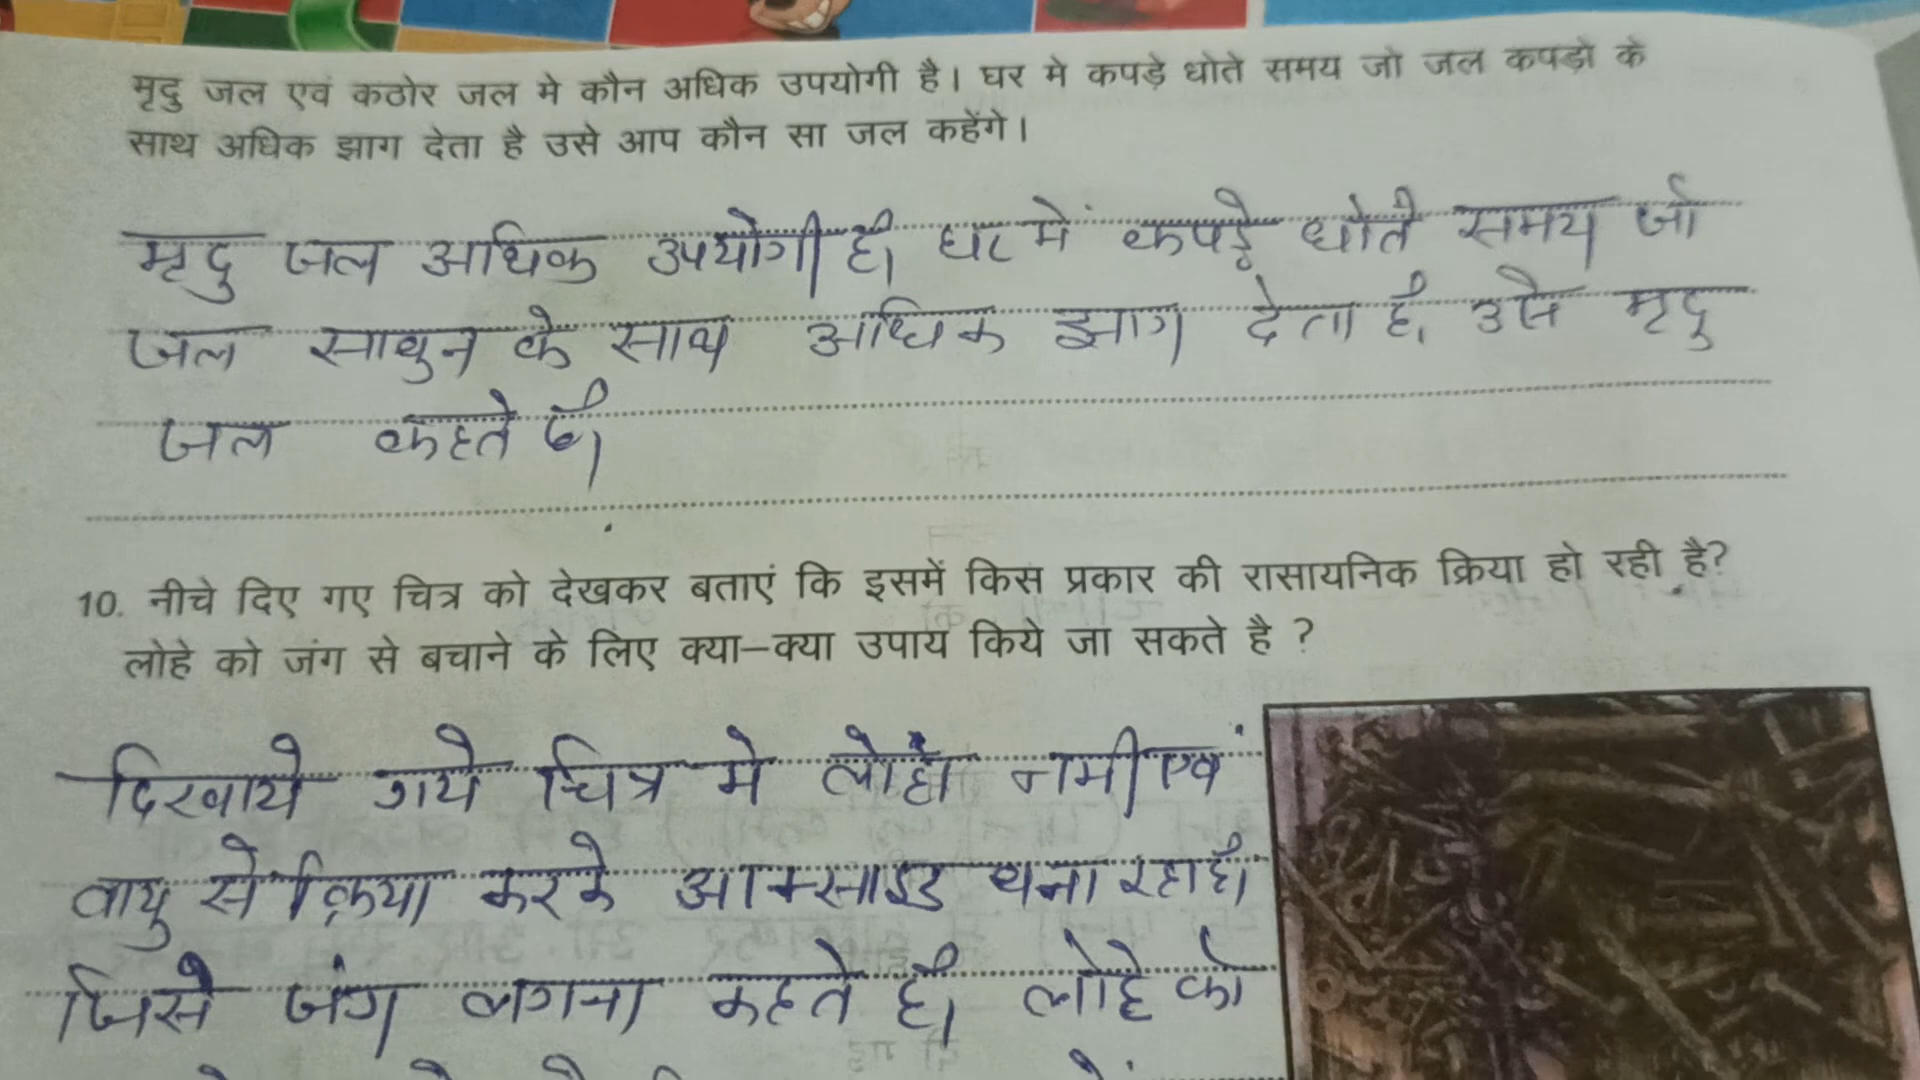 मृदु जल एवं कठोर जल मे कौन अधिक उपयोगी है। घर मे कपड़े धोते समय जो जल कपड़ो के
साथ अधिक झाग देता है उसे आप कौन सा जल कहेंगे।
मृदु जल अधिक उपयोगी है। घर में कपड़े धोते समय जो
जल साबुन के साथ अधिक झाग देता है, उसे मृदु
जल कहते है।
10. नीचे दिए गए चित्र को देखकर बताएं कि इसमें किस प्रकार की रासायनिक क्रिया हो रही है?
लोहे को जंग से बचाने के लिए क्या–क्या उपाय किये जा सकते है ?
दिखाये गये चित्र मे लोहा नमी एवं
वायु से क्रिया करके आक्साइड बना रहा है।
जिसे जंग लगना कहते है। लोहे को